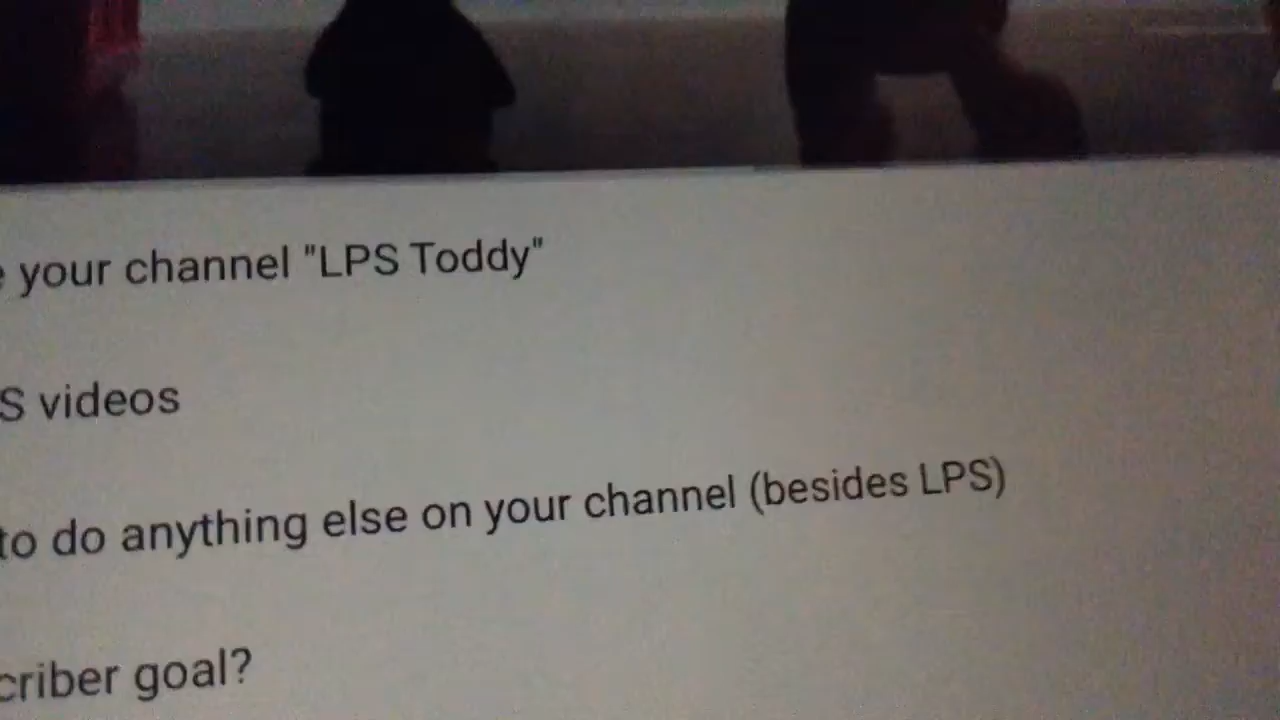 your channel "LPS Toddy"
S videos
to do anything else on your channel (besides LPS)
criber goal?